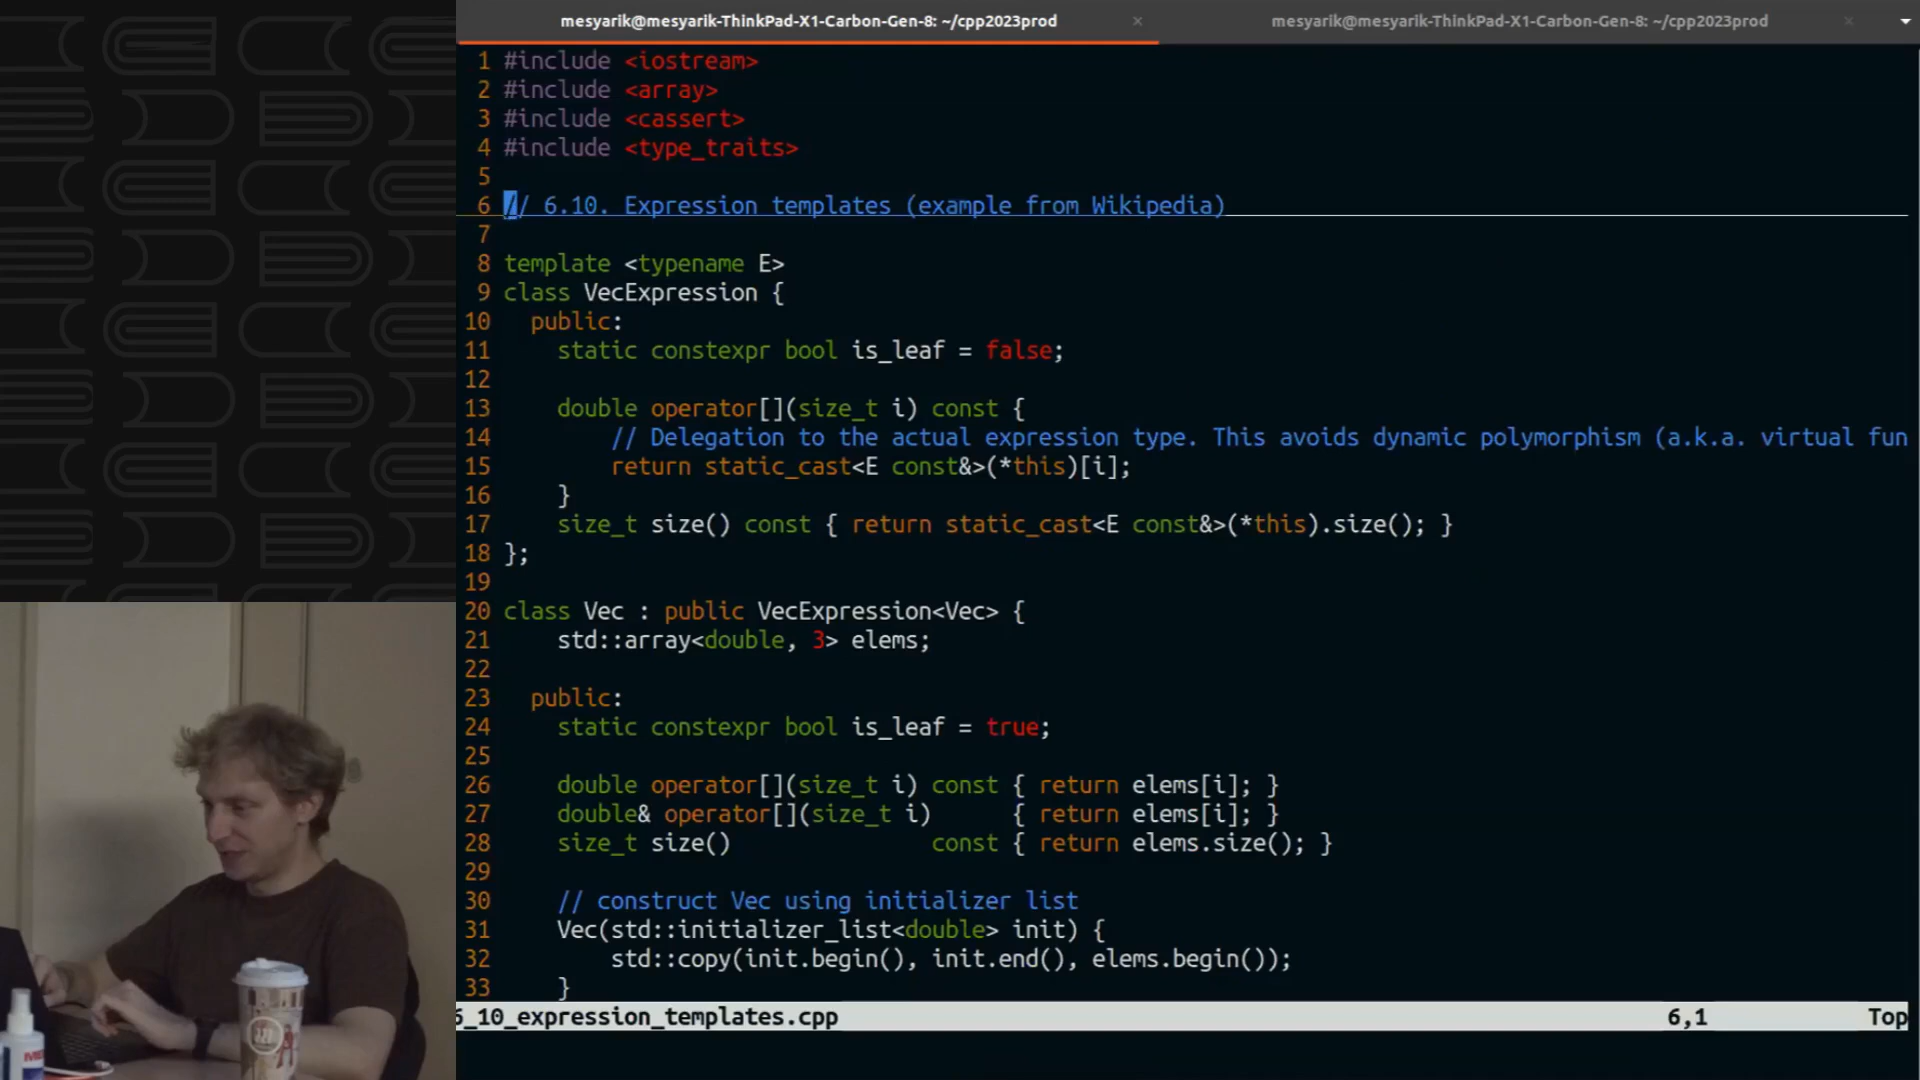 mesyarik@mesyarik-ThinkPad-X1-Carbon-Gen-8: ~/cpp2023prod × mesyarik@mesyarik-ThinkPad-X1-Carbon-Gen-8: ~/cpp2023prod ×
1 #include <iostream>
2 #include <array>
3 #include <cassert>
4 #include <type_traits>
5
6 // 6.10. Expression templates (example from Wikipedia)
7
8 template <typename E>
9 class VecExpression {
10   public:
11     static constexpr bool is_leaf = false;
12
13     double operator[](size_t i) const {
14         // Delegation to the actual expression type. This avoids dynamic polymorphism (a.k.a. virtual fun
15         return static_cast<E const&>(*this)[i];
16     }
17     size_t size() const { return static_cast<E const&>(*this).size(); }
18 };
19
20 class Vec : public VecExpression<Vec> {
21     std::array<double, 3> elems;
22
23   public:
24     static constexpr bool is_leaf = true;
25
26     double operator[](size_t i) const { return elems[i]; }
27     double& operator[](size_t i)      { return elems[i]; }
28     size_t size()               const { return elems.size(); }
29
30     // construct Vec using initializer list
31     Vec(std::initializer_list<double> init) {
32         std::copy(init.begin(), init.end(), elems.begin());
33     }
6_10_expression_templates.cpp 6,1 Top